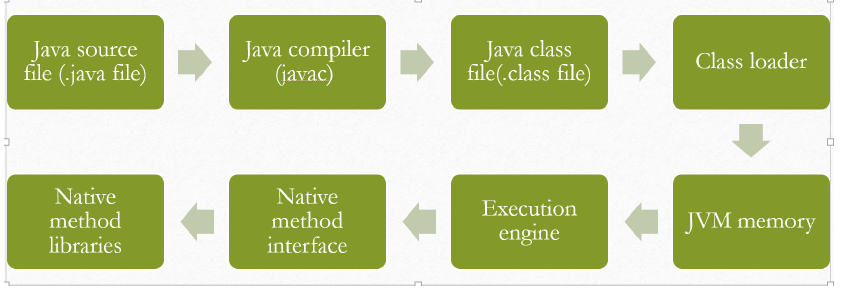 Java source
file (.java file)
Java compiler
(javac)
Java class
file(.class file)
Class loader
Native
method
libraries
Native
method
interface
Execution
engine
JVM memory